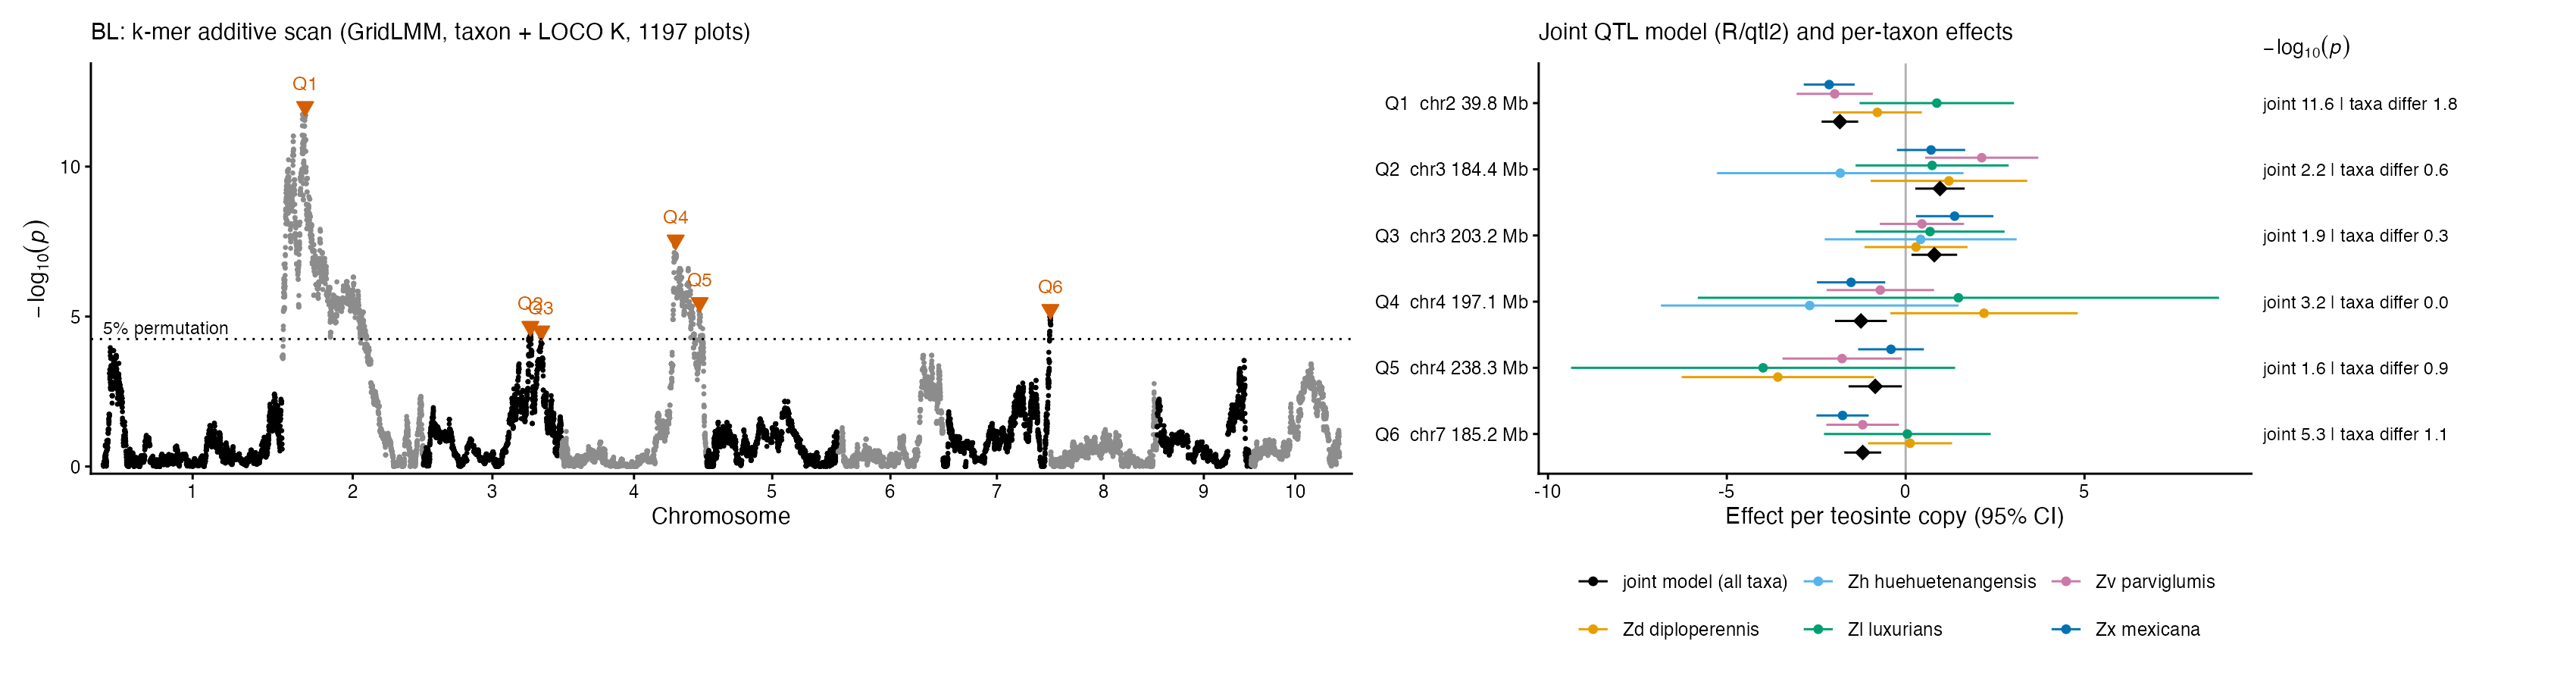 BL: k-mer additive scan (GridLMM, taxon + LOCO K, 1197 plots)
Q1
Q4
Q5
Q2
Q3
Q6
5% permutation
10
5
0
−log10(p)
1 2 3 4 5 6 7 8 9 10
Chromosome
Joint QTL model (R/qtl2) and per-taxon effects
−log10(p)
Q1 chr2 39.8 Mb joint 11.6 | taxa differ 1.8
Q2 chr3 184.4 Mb joint 2.2 | taxa differ 0.6
Q3 chr3 203.2 Mb joint 1.9 | taxa differ 0.3
Q4 chr4 197.1 Mb joint 3.2 | taxa differ 0.0
Q5 chr4 238.3 Mb joint 1.6 | taxa differ 0.9
Q6 chr7 185.2 Mb joint 5.3 | taxa differ 1.1
-10 -5 0 5
Effect per teosinte copy (95% CI)
joint model (all taxa) Zh huehuetenangensis Zv parviglumis
Zd diploperennis Zl luxurians Zx mexicana